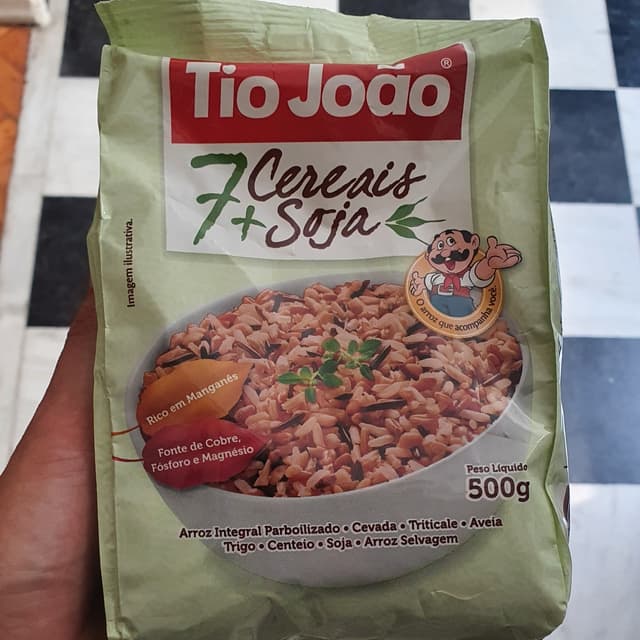 Tio João®
7 Cereais
+ Soja
Imagem ilustrativa.
O arroz que acompanha você.
Rico em Manganês
Fonte de Cobre,
Fósforo e Magnésio
Peso Líquido
500g
Arroz Integral Parboilizado • Cevada • Triticale • Aveia
Trigo • Centeio • Soja • Arroz Selvagem